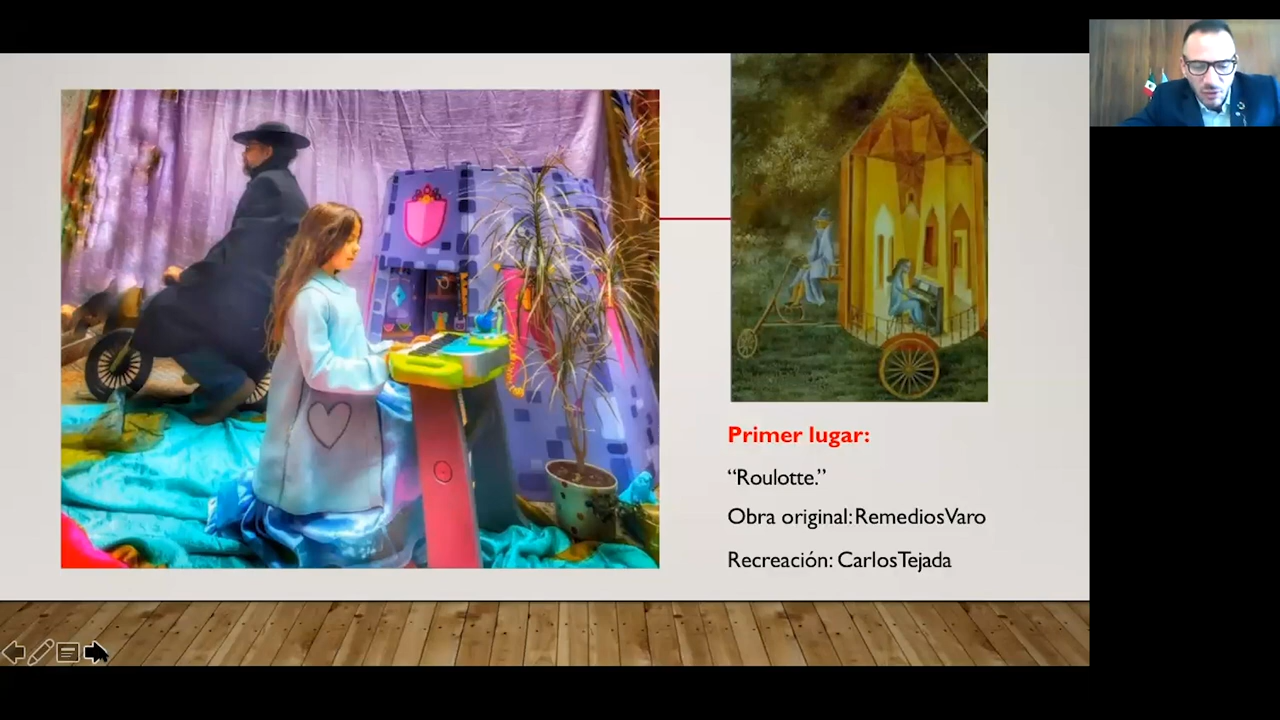 Primer lugar:
“Roulotte.”
Obra original: Remedios Varo
Recreación: Carlos Tejada